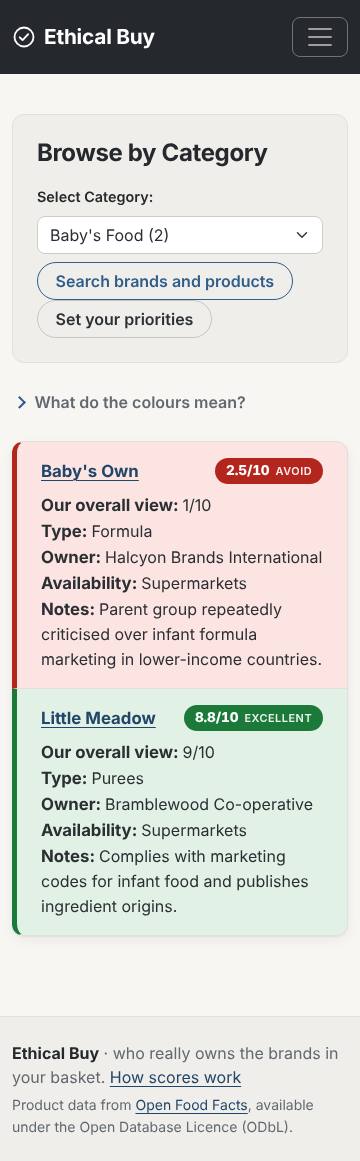 Ethical Buy
Browse by Category
Select Category:
Baby's Food (2)
Search brands and products
Set your priorities
What do the colours mean?
Baby's Own 2.5/10 AVOID
Our overall view: 1/10
Type: Formula
Owner: Halcyon Brands International
Availability: Supermarkets
Notes: Parent group repeatedly
criticised over infant formula
marketing in lower-income countries.
Little Meadow 8.8/10 EXCELLENT
Our overall view: 9/10
Type: Purees
Owner: Bramblewood Co-operative
Availability: Supermarkets
Notes: Complies with marketing
codes for infant food and publishes
ingredient origins.
Ethical Buy · who really owns the brands in
your basket. How scores work
Product data from Open Food Facts, available
under the Open Database Licence (ODbL).